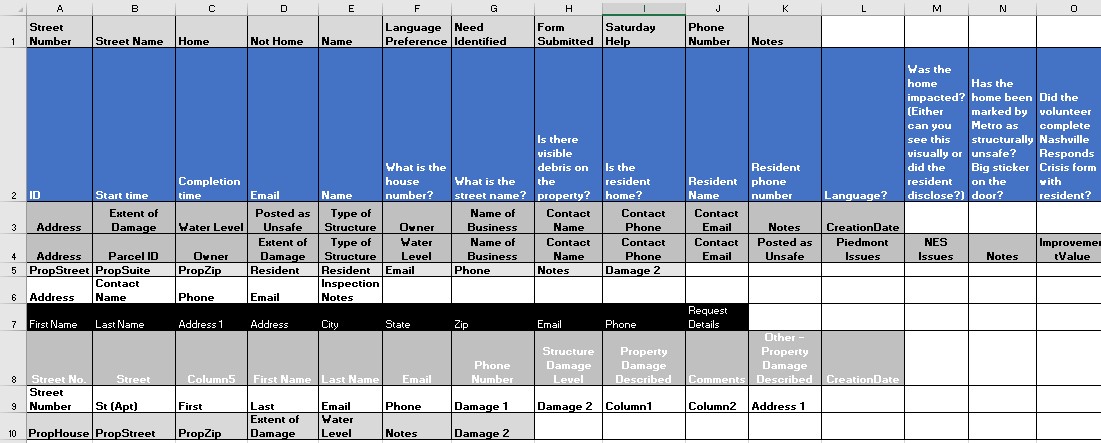 A B C D E F G H I J K L M N O
1 Street Number Street Name Home Not Home Name Language Preference Need Identified Form Submitted Saturday Help Phone Number Notes
2 ID Start time Completion time Email Name What is the house number? What is the street name? Is there visible debris on the property? Is the resident home? Resident Name Resident phone number Language? Was the home impacted? (Either can you see this visually or did the resident disclose?) Has the home been marked by Metro as structurally unsafe? Big sticker on the door? Did the volunteer complete Nashville Responds Crisis form with resident?
3 Address Extent of Damage Water Level Posted as Unsafe Type of Structure Owner Name of Business Contact Name Contact Phone Contact Email Notes CreationDate
4 Address Parcel ID Owner Extent of Damage Type of Structure Water Level Name of Business Contact Name Contact Phone Contact Email Posted as Unsafe Piedmont Issues NES Issues Notes Improvemen tValue
5 PropStreet PropSuite PropZip Resident Resident Email Phone Notes Damage 2
6 Address Contact Name Phone Email Inspection Notes
7 First Name Last Name Address 1 Address City State Zip Email Phone Request Details
8 Street No. Street Column5 First Name Last Name Email Phone Number Structure Damage Level Property Damage Described Comments Other - Property Damage Described CreationDate
9 Street Number St (Apt) First Last Email Phone Damage 1 Damage 2 Column1 Column2 Address 1
10 PropHouse PropStreet PropZip Extent of Damage Water Level Notes Damage 2